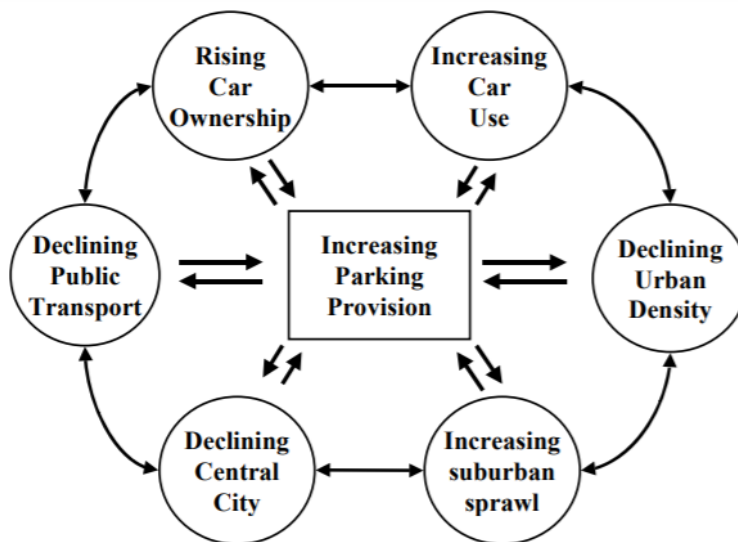 Rising
Car
Ownership
Increasing
Car
Use
Declining
Public
Transport
Increasing
Parking
Provision
Declining
Urban
Density
Declining
Central
City
Increasing
suburban
sprawl